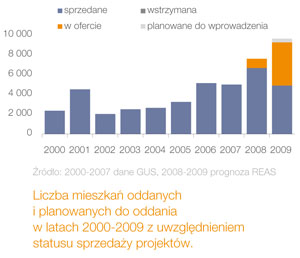 sprzedane wstrzymana
w ofercie planowane do wprowadzenia
10 000
8 000
6 000
4 000
2 000
0
2000 2001 2002 2003 2004 2005 2006 2007 2008 2009
Źródło: 2000-2007 dane GUS, 2008-2009 prognoza REAS
Liczba mieszkań oddanych
i planowanych do oddania
w latach 2000-2009 z uwzględnieniem
statusu sprzedaży projektów.